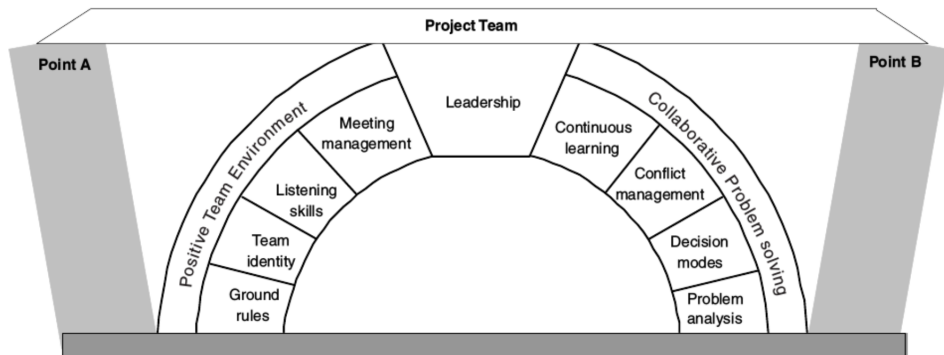 Project Team
Point A
Point B
Leadership
Positive Team Environment
Meeting
management
Listening
skills
Team
identity
Ground
rules
Collaborative Problem solving
Continuous
learning
Conflict
management
Decision
modes
Problem
analysis